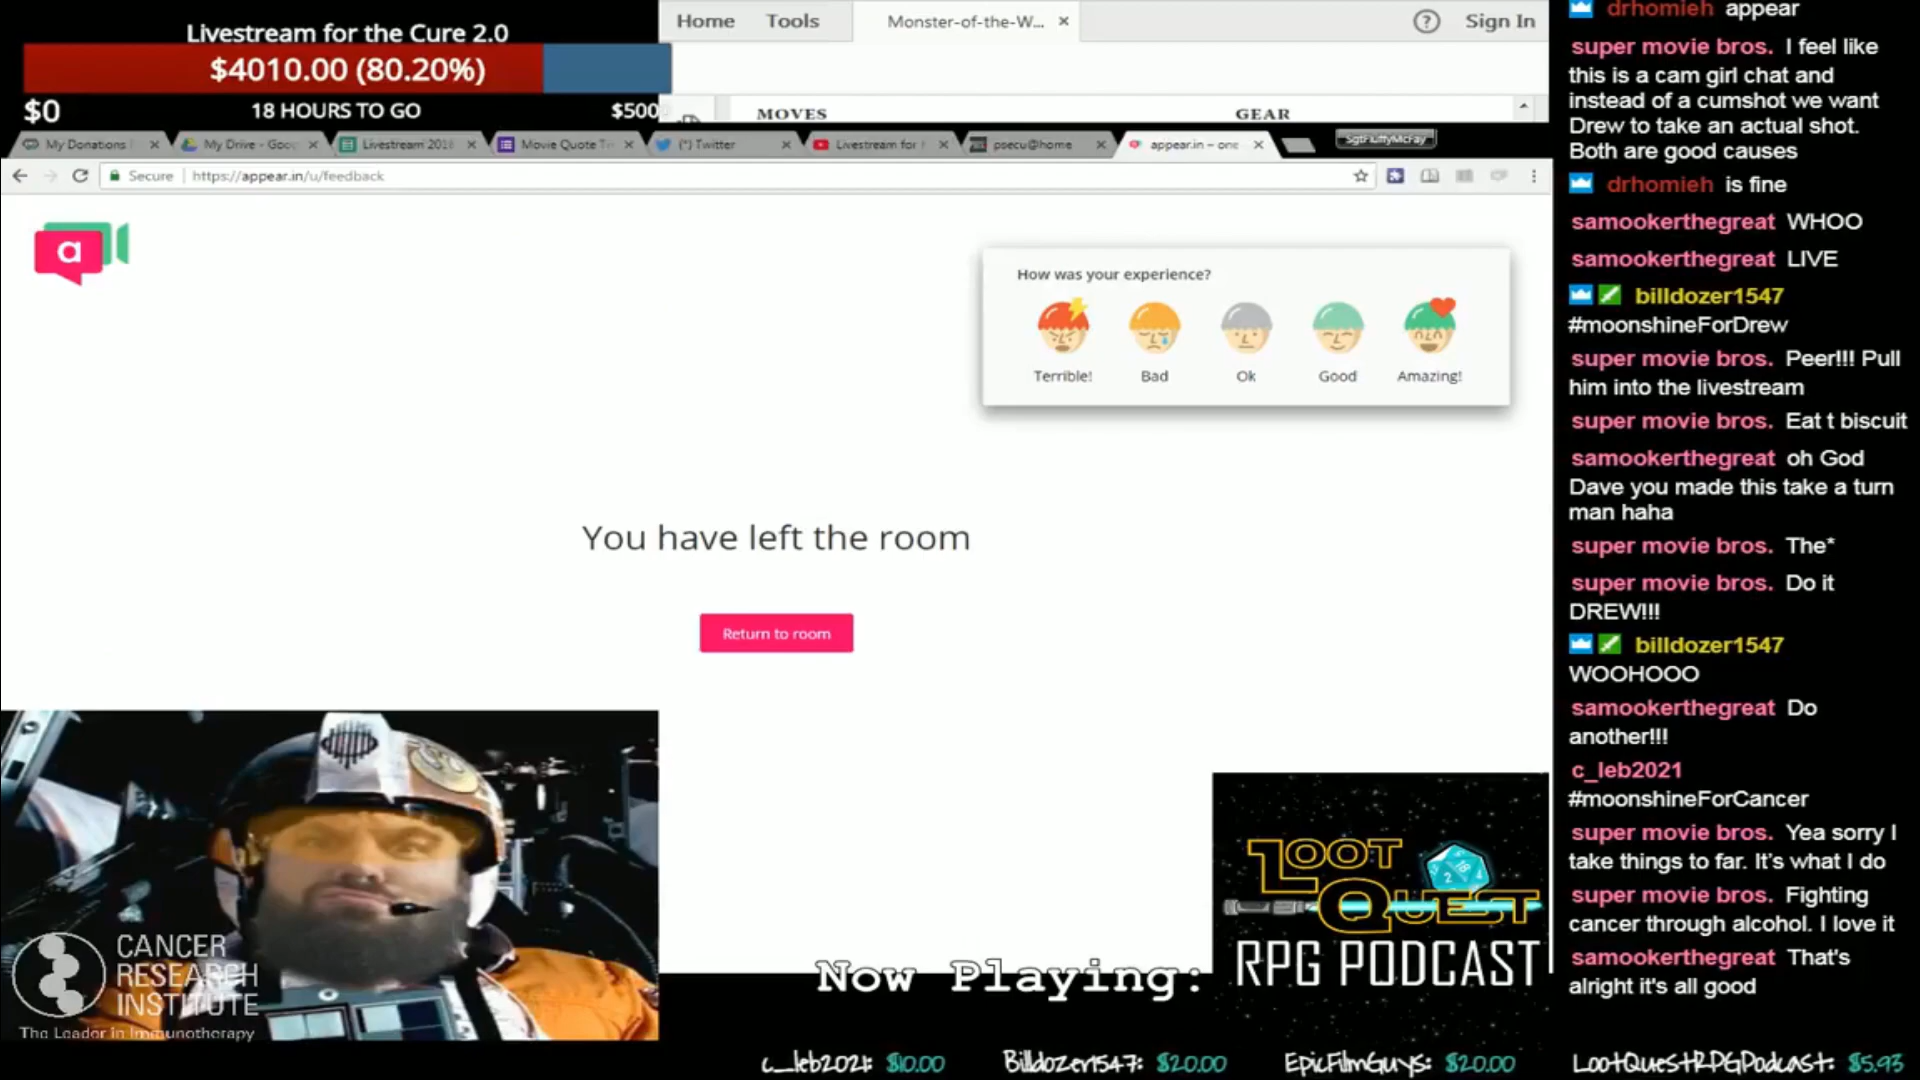 Livestream for the Cure 2.0
$4010.00 (80.20%)
$0
18 HOURS TO GO
$500
Home
Tools
Monster-of-the-W...
Sign In
MOVES
GEAR
My Donations
My Drive - Goo
Livestream 201
Movie Quote T
(*) Twitter
Livestream for
psecu@home
appear.in – one
SgtFluffyMcFay
Secure
https://appear.in/u/feedback
a
How was your experience?
Terrible!
Bad
Ok
Good
Amazing!
You have left the room
Return to room
CANCER
RESEARCH
INSTITUTE
The Leader in Immunotherapy
Now Playing:
LOOT
QUEST
RPG PODCAST
c_leb2021: $10.00
Billdozer1547: $20.00
EpicFilmGuys: $20.00
LootQuestRPGPodcast: $5.93
drhomieh appear
super movie bros. I feel like
this is a cam girl chat and
instead of a cumshot we want
Drew to take an actual shot.
Both are good causes
drhomieh is fine
samookerthegreat WHOO
samookerthegreat LIVE
billdozer1547
#moonshineForDrew
super movie bros. Peer!!! Pull
him into the livestream
super movie bros. Eat t biscuit
samookerthegreat oh God
Dave you made this take a turn
man haha
super movie bros. The*
super movie bros. Do it
DREW!!!
billdozer1547
WOOHOOO
samookerthegreat Do
another!!!
c_leb2021
#moonshineForCancer
super movie bros. Yea sorry I
take things to far. It's what I do
super movie bros. Fighting
cancer through alcohol. I love it
samookerthegreat That's
alright it's all good